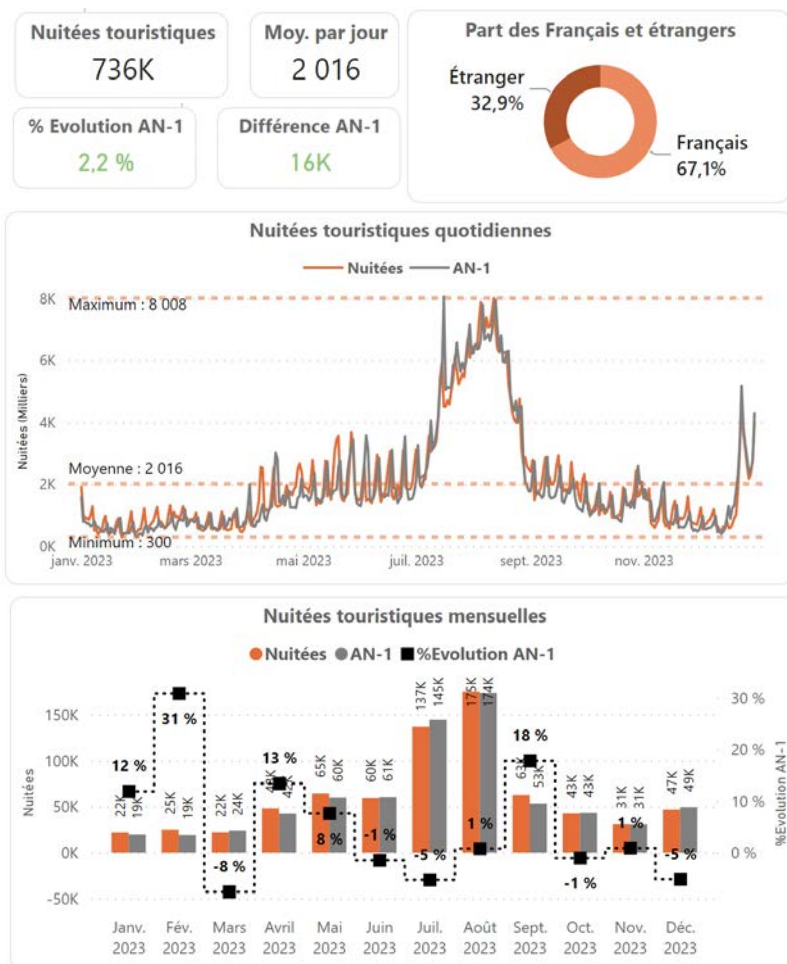 Nuitées touristiques
736K
Moy. par jour
2 016
% Evolution AN-1
2,2 %
Différence AN-1
16K
Part des Français et étrangers
Étranger
32,9%
Français
67,1%
Nuitées touristiques quotidiennes
Nuitées AN-1
Nuitées (Milliers)
8K
Maximum : 8 008
6K
4K
Moyenne : 2 016
2K
0K
Minimum : 300
janv. 2023 mars 2023 mai 2023 juil. 2023 sept. 2023 nov. 2023
Nuitées touristiques mensuelles
Nuitées AN-1 %Evolution AN-1
Nuitées
150K
100K
50K
0K
-50K
22K 19K 25K 19K 22K 24K 42K 65K 60K 60K 61K 137K 145K 175K 174K 63K 53K 43K 43K 31K 31K 47K 49K
12 % 31 % -8 % 13 % 8 % -1 % -5 % 1 % 18 % -1 % 1 % -5 %
30 %
20 %
10 %
0 %
%Evolution AN-1
Janv. Fév. Mars Avril Mai Juin Juil. Août Sept. Oct. Nov. Déc.
2023 2023 2023 2023 2023 2023 2023 2023 2023 2023 2023 2023